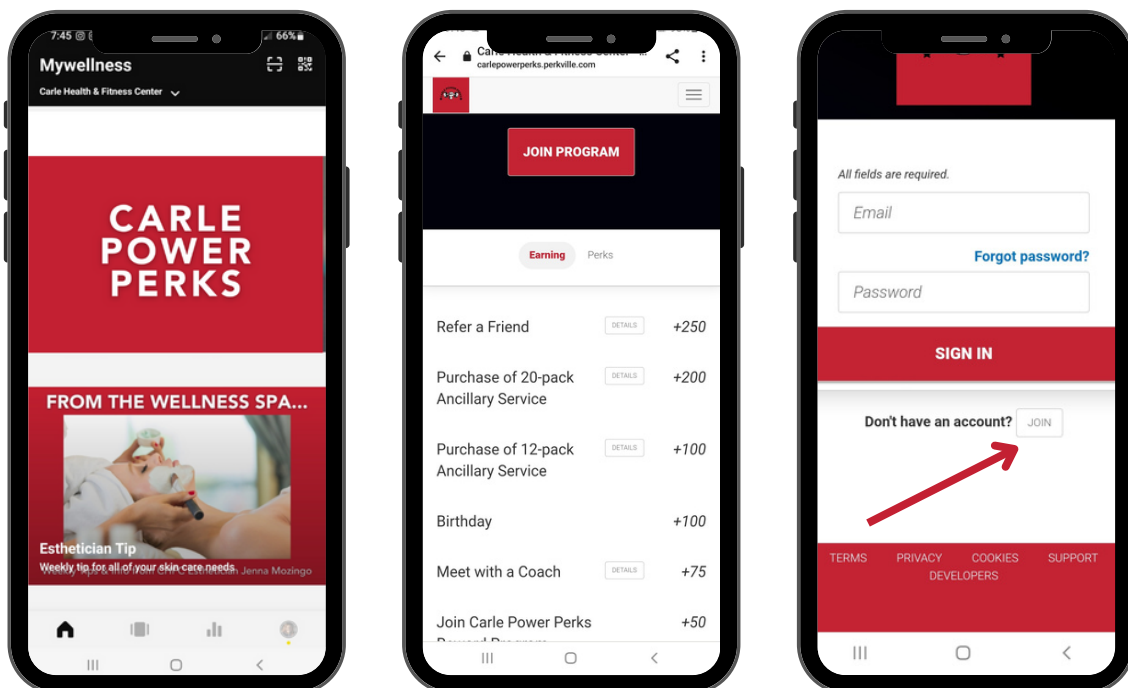 7:45
66%
Mywellness
Carle Health & Fitness Center
CARLE
POWER
PERKS
FROM THE WELLNESS SPA...
Esthetician Tip
Weekly tip for all of your skin care needs.
Jenna Mozingo
carlepowerperks.perkville.com
JOIN PROGRAM
Earning Perks
Refer a Friend DETAILS +250
Purchase of 20-pack DETAILS +200
Ancillary Service
Purchase of 12-pack DETAILS +100
Ancillary Service
Birthday +100
Meet with a Coach DETAILS +75
Join Carle Power Perks +50
All fields are required.
Email
Forgot password?
Password
SIGN IN
Don't have an account? JOIN
TERMS PRIVACY COOKIES SUPPORT
DEVELOPERS